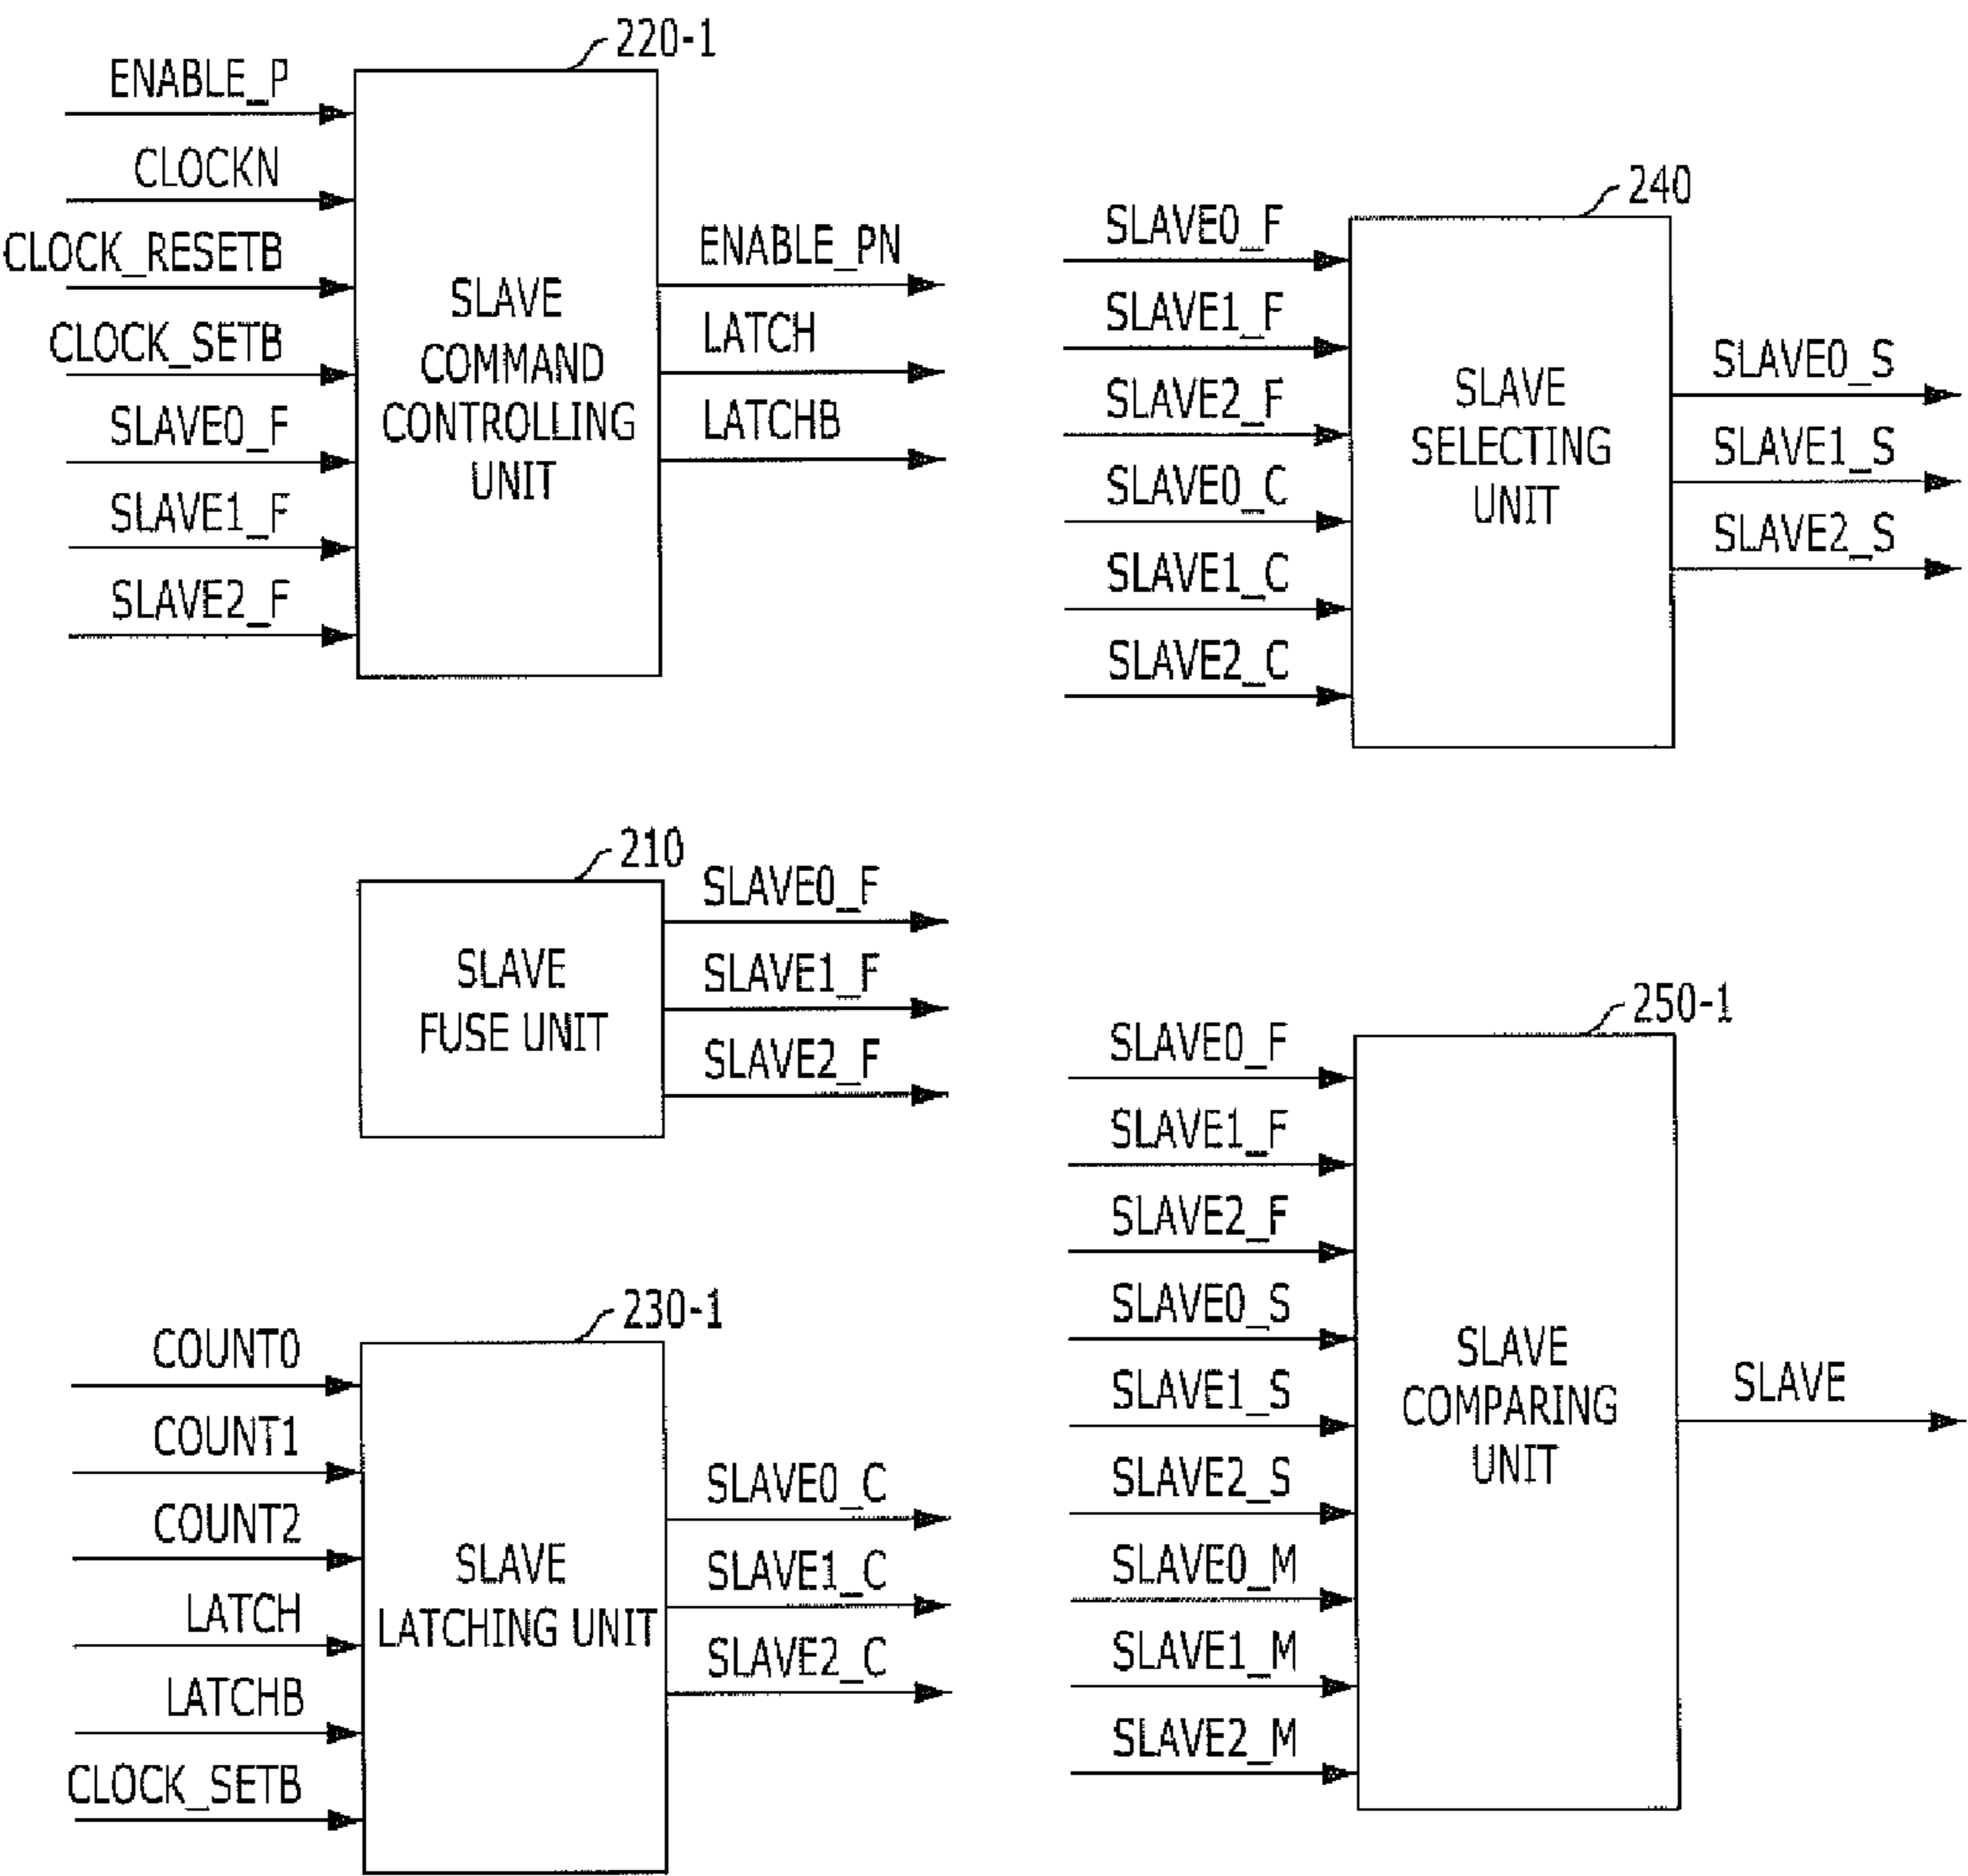 220-1
ENABLE_P
CLOCKN
CLOCK_RESETB
CLOCK_SETB
SLAVE0_F
SLAVE1_F
SLAVE2_F
SLAVE
COMMAND
CONTROLLING
UNIT
ENABLE_PN
LATCH
LATCHB
240
SLAVE0_F
SLAVE1_F
SLAVE2_F
SLAVE0_C
SLAVE1_C
SLAVE2_C
SLAVE
SELECTING
UNIT
SLAVE0_S
SLAVE1_S
SLAVE2_S
210
SLAVE
FUSE UNIT
SLAVE0_F
SLAVE1_F
SLAVE2_F
230-1
COUNT0
COUNT1
COUNT2
LATCH
LATCHB
CLOCK_SETB
SLAVE
LATCHING UNIT
SLAVE0_C
SLAVE1_C
SLAVE2_C
250-1
SLAVE0_F
SLAVE1_F
SLAVE2_F
SLAVE0_S
SLAVE1_S
SLAVE2_S
SLAVE0_M
SLAVE1_M
SLAVE2_M
SLAVE
COMPARING
UNIT
SLAVE